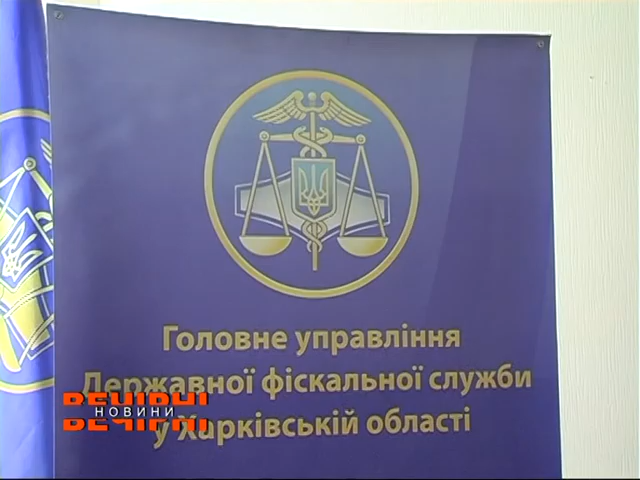 Головне управління
Державної фіскальної служби
у Харківській області
ВЕЧІРНІ
НОВИНИ